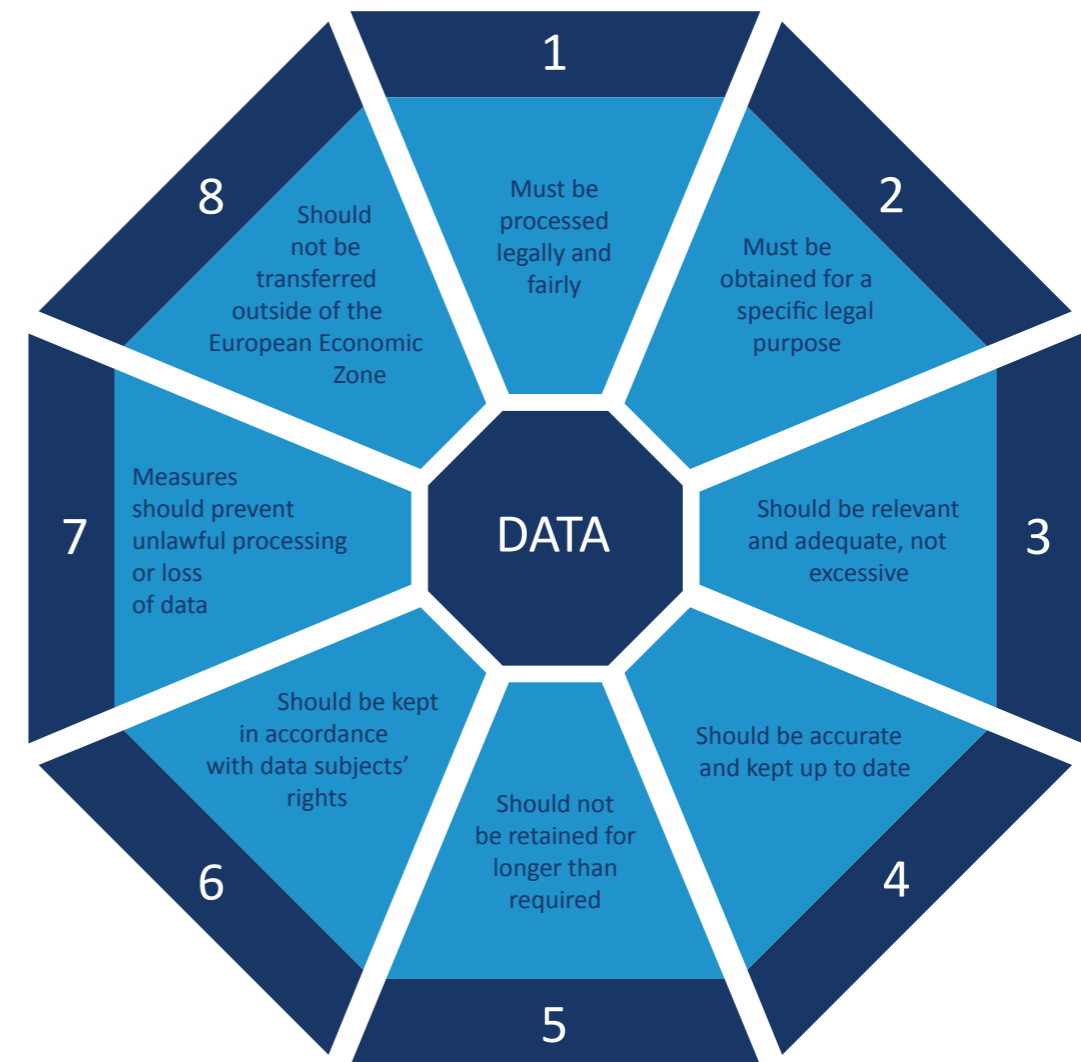 1
Must be
processed
legally and
fairly
2
Must be
obtained for a
specific legal
purpose
3
Should be relevant
and adequate, not
excessive
4
Should be accurate
and kept up to date
5
Should not
be retained for
longer than
required
6
Should be kept
in accordance
with data subjects’
rights
7
Measures
should prevent
unlawful processing
or loss
of data
8
Should
not be
transferred
outside of the
European Economic
Zone
DATA